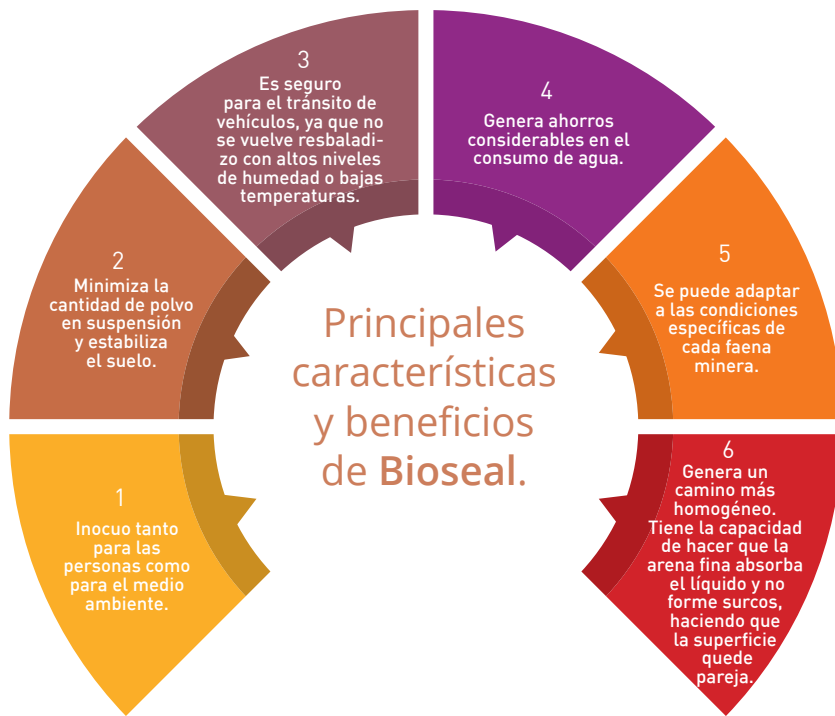 1
Inocuo tanto
para las
personas como
para el medio
ambiente.
2
Minimiza la
cantidad de polvo
en suspensión
y estabiliza
el suelo.
3
Es seguro
para el tránsito de
vehículos, ya que no
se vuelve resbaladi-
zo con altos niveles
de humedad o bajas
temperaturas.
4
Genera ahorros
considerables en el
consumo de agua.
5
Se puede adaptar
a las condiciones
específicas de
cada faena
minera.
6
Genera un
camino más
homogéneo.
Tiene la capacidad
de hacer que la
arena fina absorba
el líquido y no
forme surcos,
haciendo que
la superficie
quede
pareja.
Principales
características
y beneficios
de Bioseal.